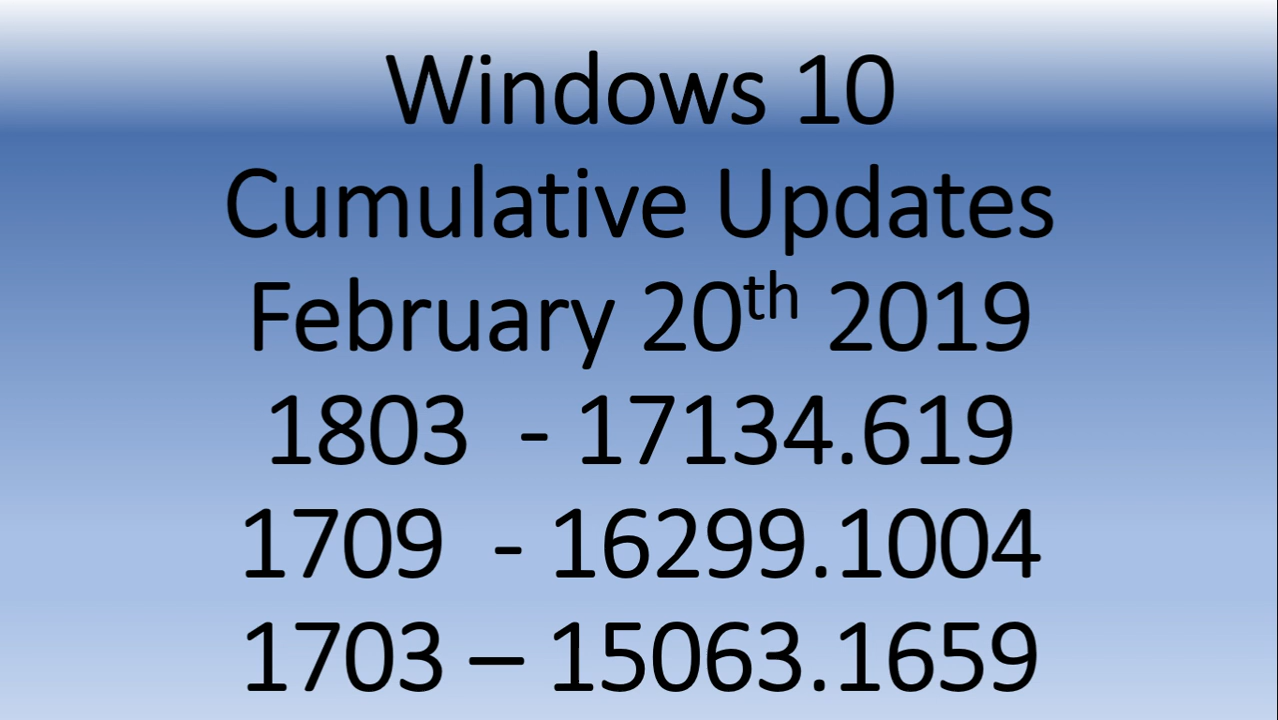 Windows 10
Cumulative Updates
February 20th 2019
1803  - 17134.619
1709  - 16299.1004
1703 – 15063.1659